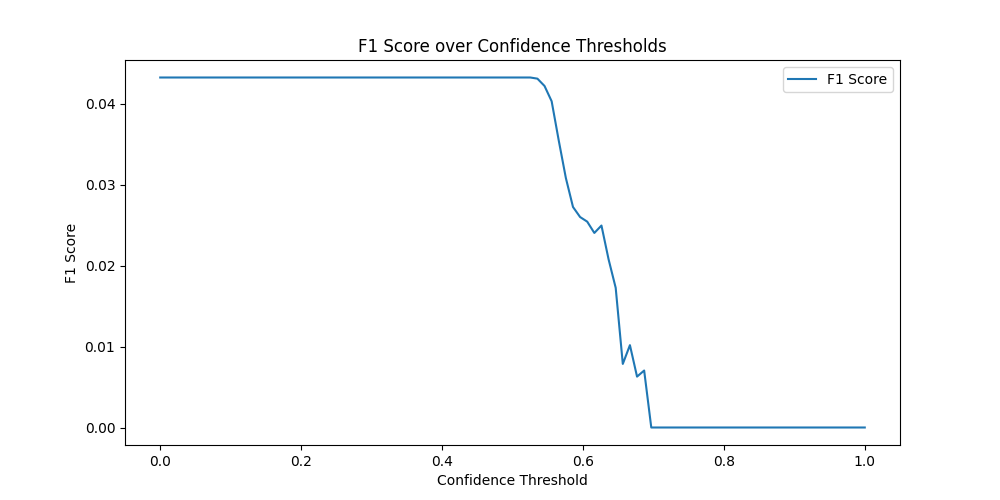 F1 Score over Confidence Thresholds
F1 Score
0.04
0.03
0.02
0.01
0.00
F1 Score
0.0 0.2 0.4 0.6 0.8 1.0
Confidence Threshold